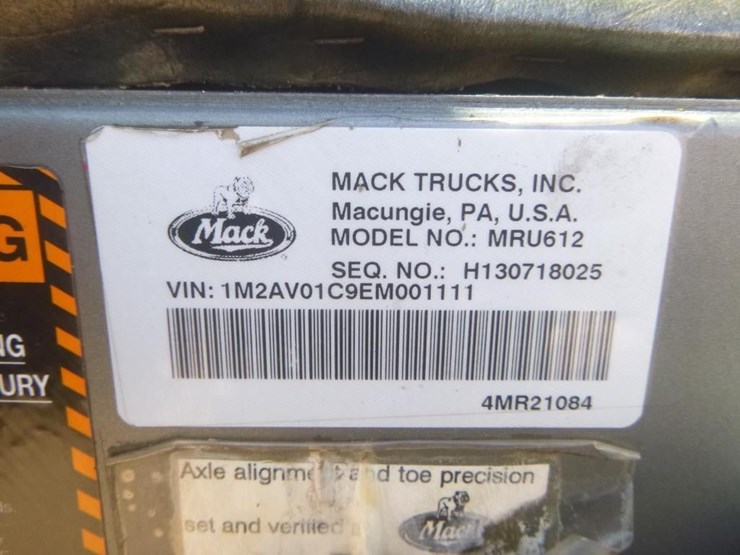 MACK TRUCKS, INC.
Macungie, PA, U.S.A.
MODEL NO.: MRU612
SEQ. NO.: H130718025
Mack
VIN: 1M2AV01C9EM001111
4MR21084
G
NG
URY
Axle alignme and toe precision
set and verified
Mack